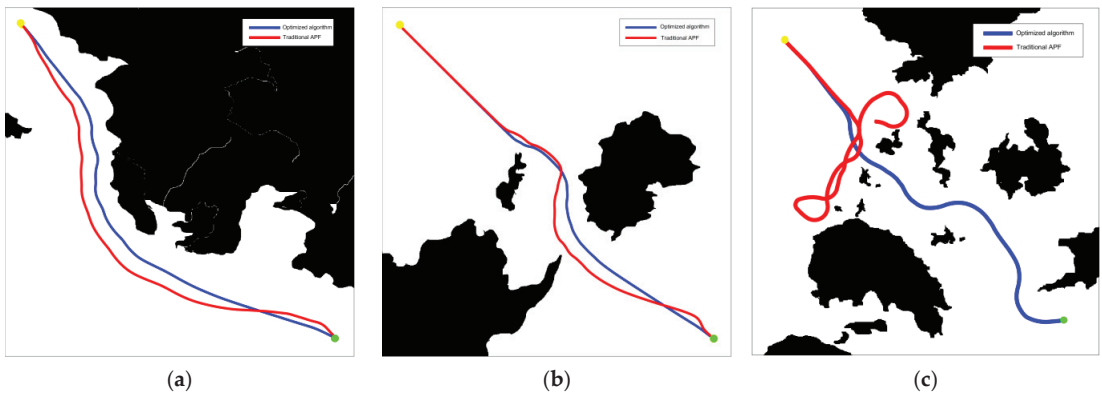 Optimized algorithm
Traditional APF
Optimized algorithm
Traditional APF
Optimized algorithm
Traditional APF
(a)
(b)
(c)